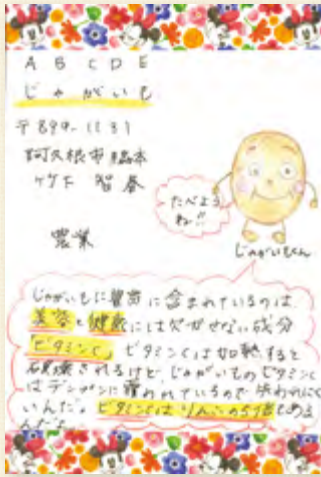 A B C D E
じゃがいも
〒899-1131
阿久根市脇本
竹下 智春
農業
たべよう
ね!!
じゃがいもくん
じゃがいもに豊富に含まれているのは
美容と健康には欠かせない成分
「ビタミンC」ビタミンCは加熱すると
破壊されるけど、じゃがいものビタミンC
はデンプンに覆われているので失われにく
いんだ。ビタミンCはりんごの5倍もある
んだよ